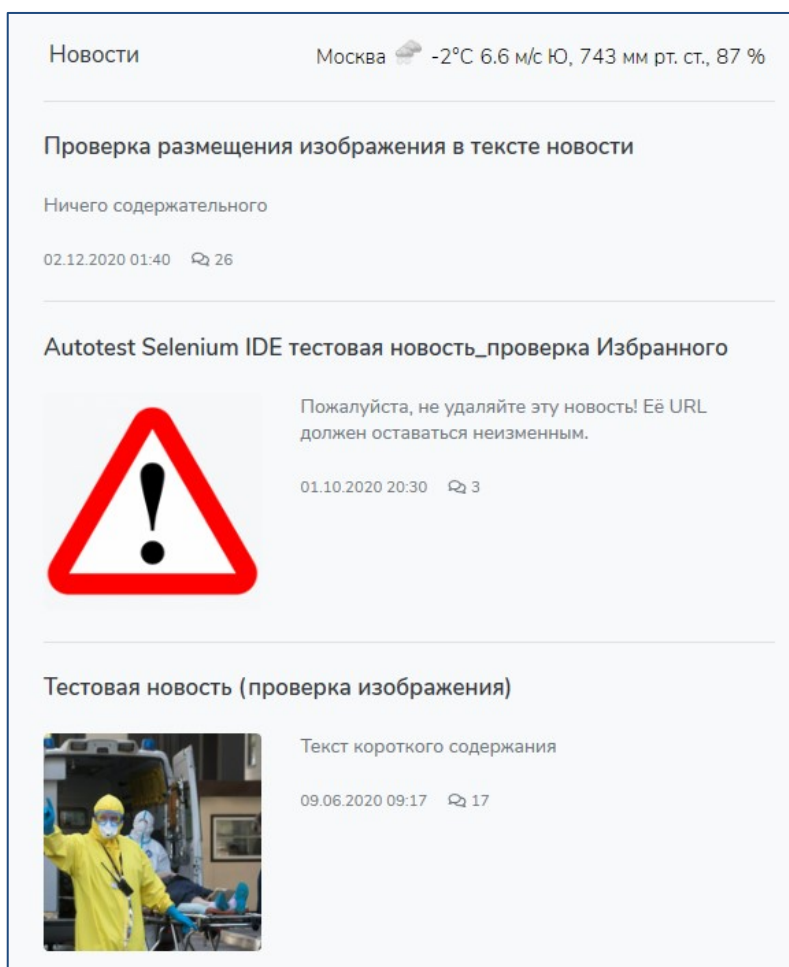 Новости
Москва -2°C 6.6 м/с Ю, 743 мм рт. ст., 87 %
Проверка размещения изображения в тексте новости
Ничего содержательного
02.12.2020 01:40 26
Autotest Selenium IDE тестовая новость_проверка Избранного
Пожалуйста, не удаляйте эту новость! Её URL
должен оставаться неизменным.
01.10.2020 20:30 3
Тестовая новость (проверка изображения)
Текст короткого содержания
09.06.2020 09:17 17